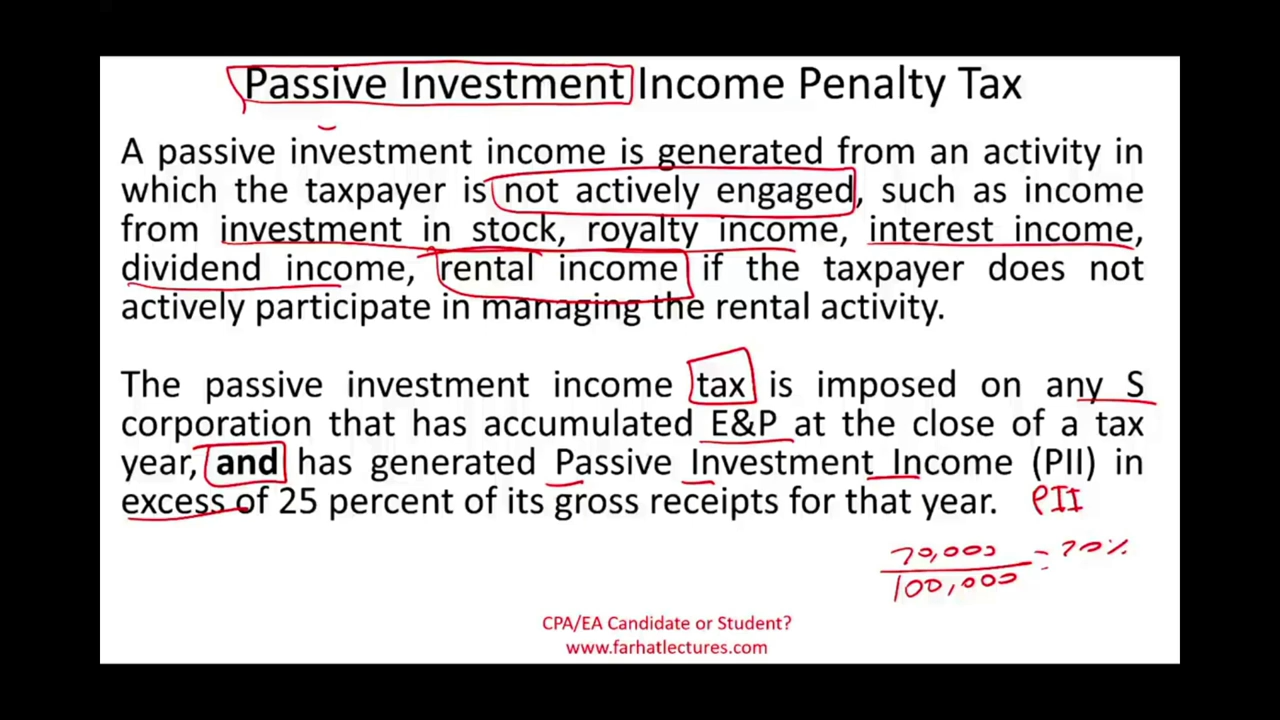 Passive Investment Income Penalty Tax
A passive investment income is generated from an activity in
which the taxpayer is not actively engaged, such as income
from investment in stock, royalty income, interest income,
dividend income, rental income if the taxpayer does not
actively participate in managing the rental activity.
The passive investment income tax is imposed on any S
corporation that has accumulated E&P at the close of a tax
year, and has generated Passive Investment Income (PII) in
excess of 25 percent of its gross receipts for that year. PII
70,000
100,000 = 70%
CPA/EA Candidate or Student?
www.farhatlectures.com